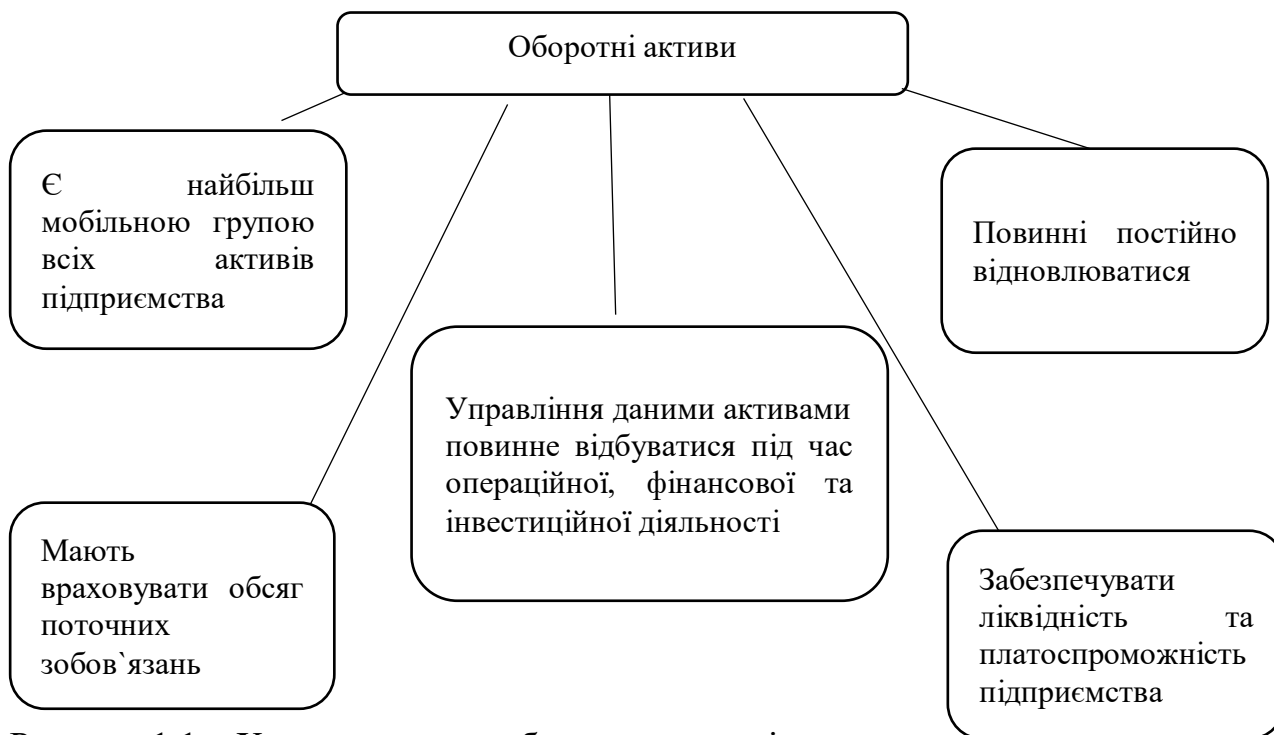 Оборотні активи
Є найбільш
мобільною групою
всіх активів
підприємства
Повинні постійно
відновлюватися
Управління даними активами
повинне відбуватися під час
операційної, фінансової та
інвестиційної діяльності
Мають
враховувати обсяг
поточних
зобов`язань
Забезпечувати
ліквідність та
платоспроможність
підприємства